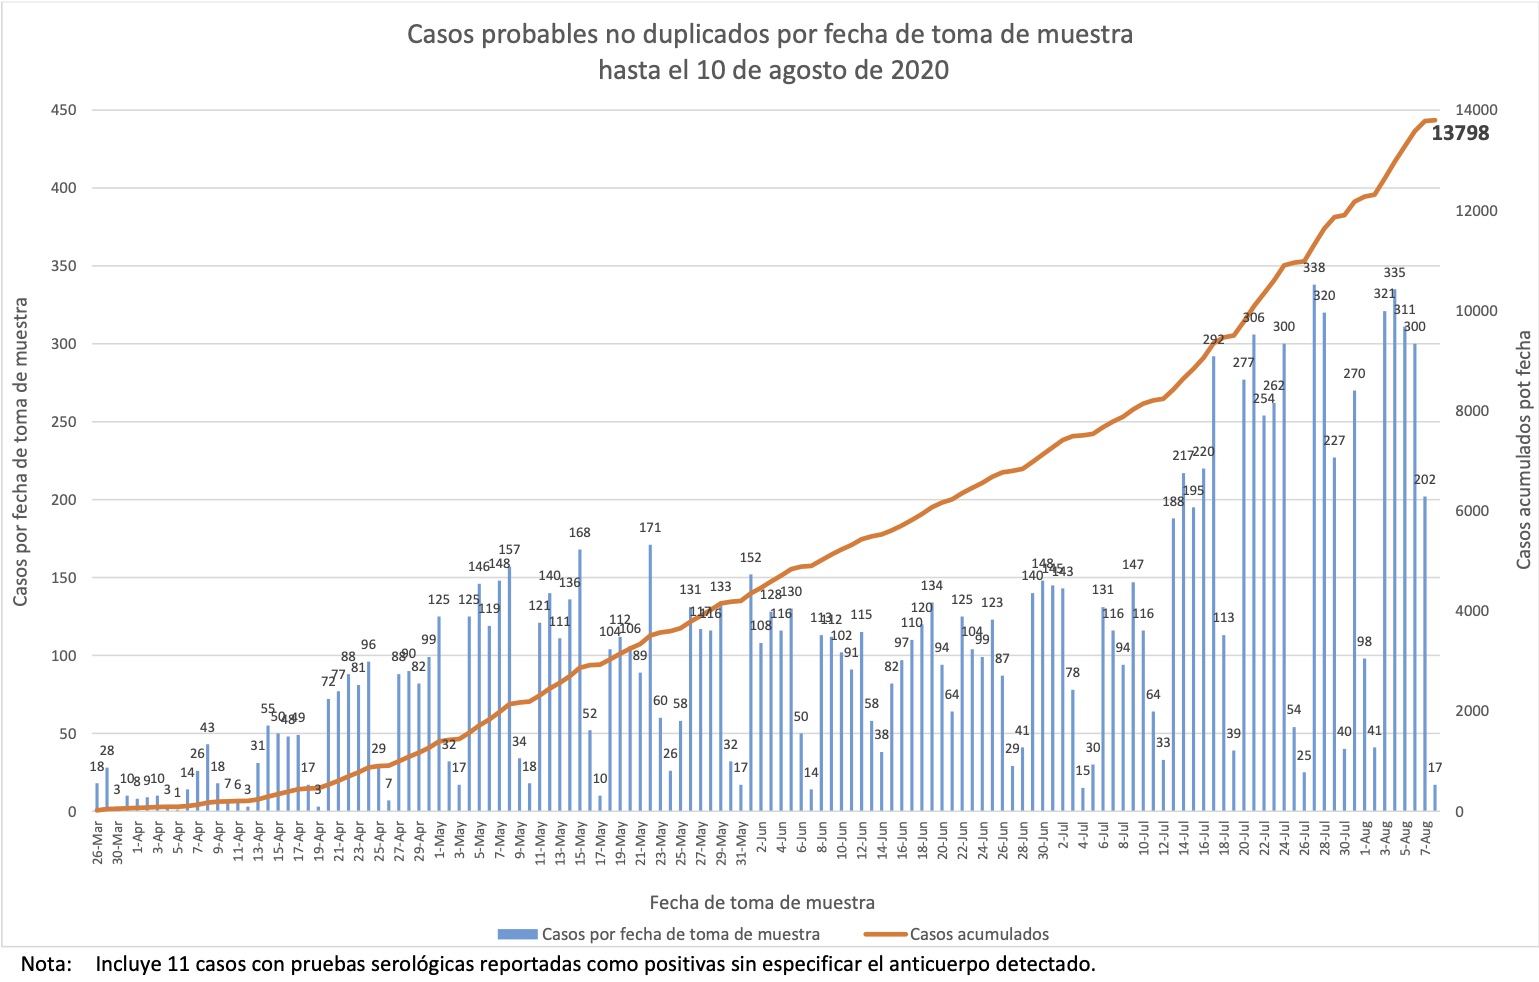 Casos probables no duplicados por fecha de toma de muestra
hasta el 10 de agosto de 2020
450
400
350
300
250
200
150
100
50
0
Casos por fecha de toma de muestra
14000
12000
10000
8000
6000
4000
2000
0
Casos acumulados pot fecha
13798
18
28
3
10
8
9
10
3
1
14
26
43
18
7
6
3
31
55
50
48
49
17
3
72
77
88
81
96
29
7
88
90
82
99
125
32
17
125
146
119
148
157
34
18
121
140
111
136
168
52
10
104
112
106
89
171
60
26
58
131
117
116
133
32
17
152
108
128
116
130
50
14
113
112
102
91
115
58
38
82
97
110
120
134
94
64
125
104
99
123
87
29
41
140
148
145
143
78
15
30
131
116
94
147
116
64
33
188
217
195
220
292
113
39
277
306
254
262
300
54
25
338
320
227
40
270
98
41
321
335
311
300
202
17
26-Mar
30-Mar
1-Apr
3-Apr
5-Apr
7-Apr
9-Apr
11-Apr
13-Apr
15-Apr
17-Apr
19-Apr
21-Apr
23-Apr
25-Apr
27-Apr
29-Apr
1-May
3-May
5-May
7-May
9-May
11-May
13-May
15-May
17-May
19-May
21-May
23-May
25-May
27-May
29-May
31-May
2-Jun
4-Jun
6-Jun
8-Jun
10-Jun
12-Jun
14-Jun
16-Jun
18-Jun
20-Jun
22-Jun
24-Jun
26-Jun
28-Jun
30-Jun
2-Jul
4-Jul
6-Jul
8-Jul
10-Jul
12-Jul
14-Jul
16-Jul
18-Jul
20-Jul
22-Jul
24-Jul
26-Jul
28-Jul
30-Jul
1-Aug
3-Aug
5-Aug
7-Aug
Fecha de toma de muestra
Casos por fecha de toma de muestra
Casos acumulados
Nota: Incluye 11 casos con pruebas serológicas reportadas como positivas sin especificar el anticuerpo detectado.